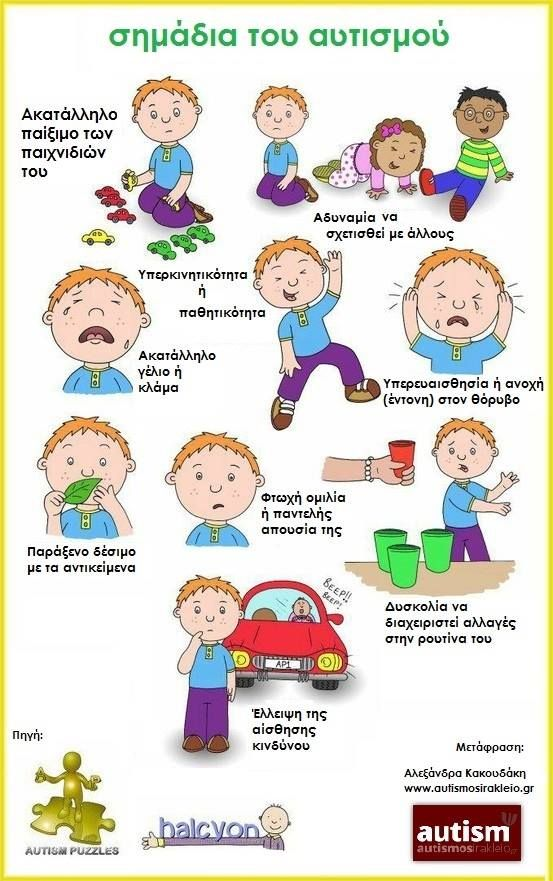 σημάδια του αυτισμού
Ακατάλληλο
παίξιμο των
παιχνιδιών
του
Αδυναμία να
σχετισθεί με άλλους
Υπερκινητικότητα
ή
παθητικότητα
Ακατάλληλο
γέλιο ή
κλάμα
Υπερευαισθησία ή ανοχή
(έντονη) στον θόρυβο
Παράξενο δέσιμο
με τα αντικείμενα
Φτωχή ομιλία
ή παντελής
απουσία της
Δυσκολία να
διαχειριστεί αλλαγές
στην ρουτίνα του
BEEP!!
BEEP!
AP1
Έλλειψη της
αίσθησης
κινδύνου
Πηγή:
AUTISM PUZZLES
halcyon
Μετάφραση:
Αλεξάνδρα Κακουδάκη
www.autismosirakleio.gr
autism
autismosirakleio.gr